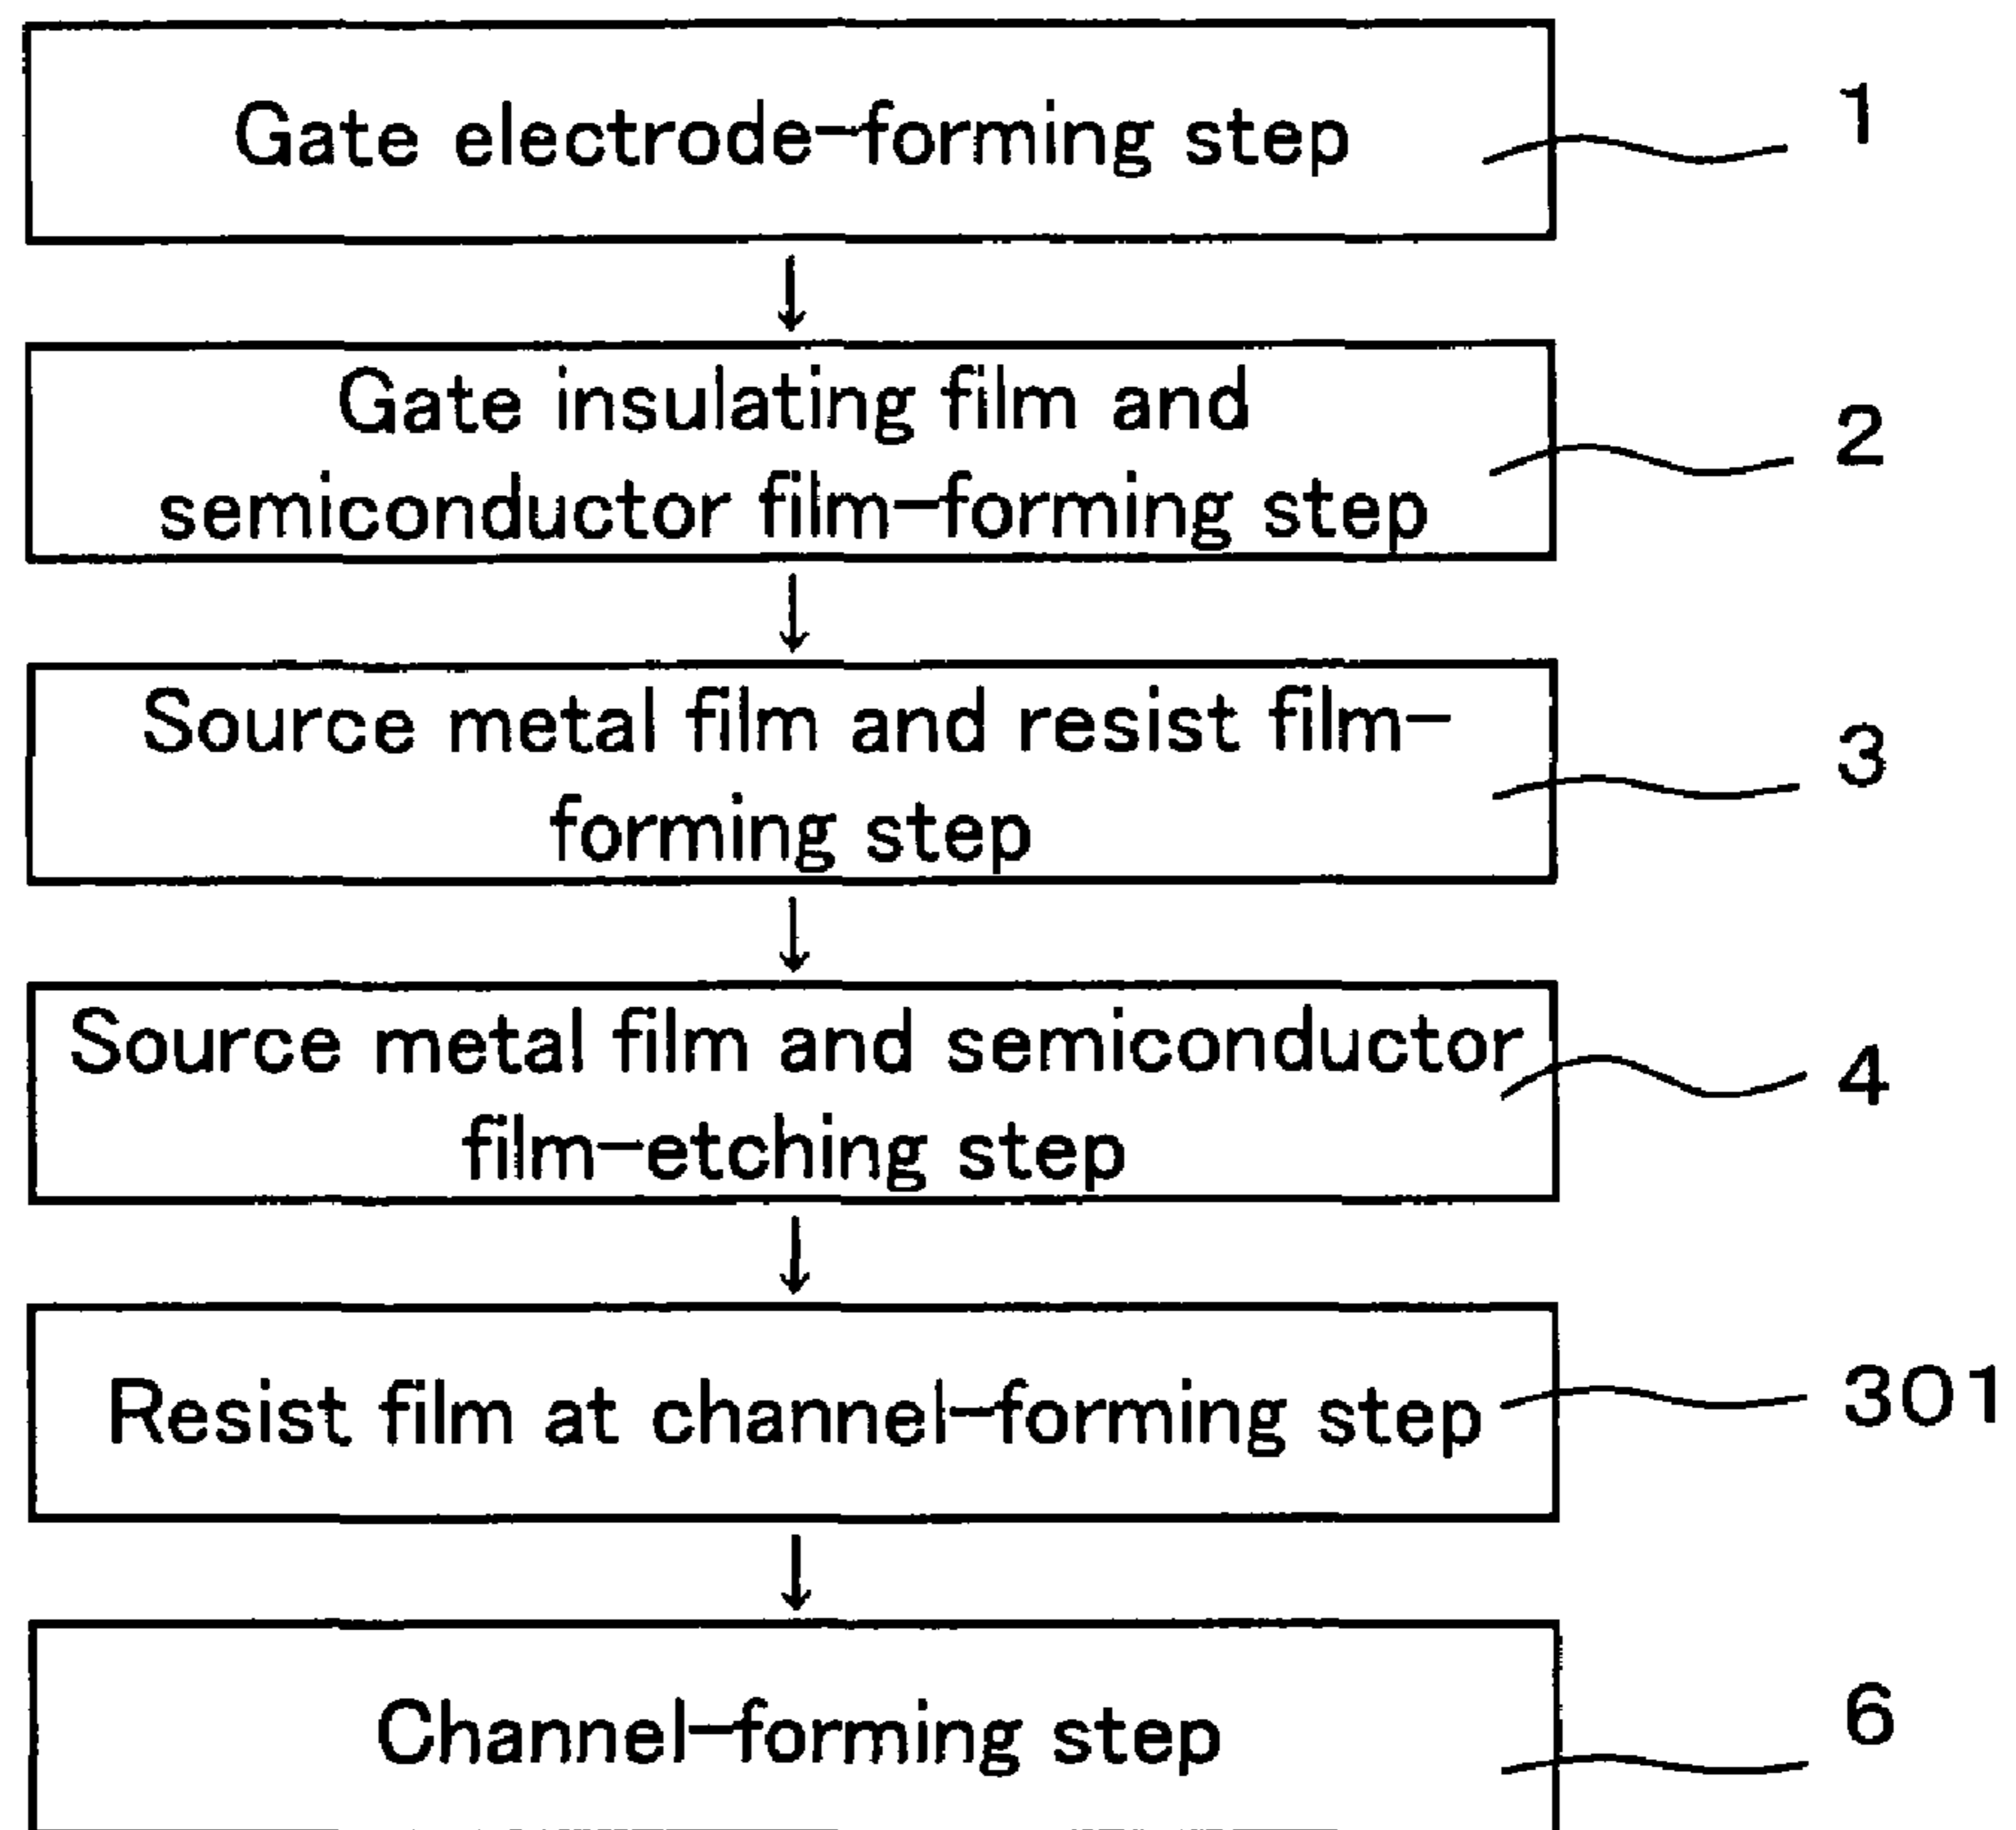 Gate electrode-forming step
1
Gate insulating film and
semiconductor film-forming step
2
Source metal film and resist film-
forming step
3
Source metal film and semiconductor
film-etching step
4
Resist film at channel-forming step
301
Channel-forming step
6